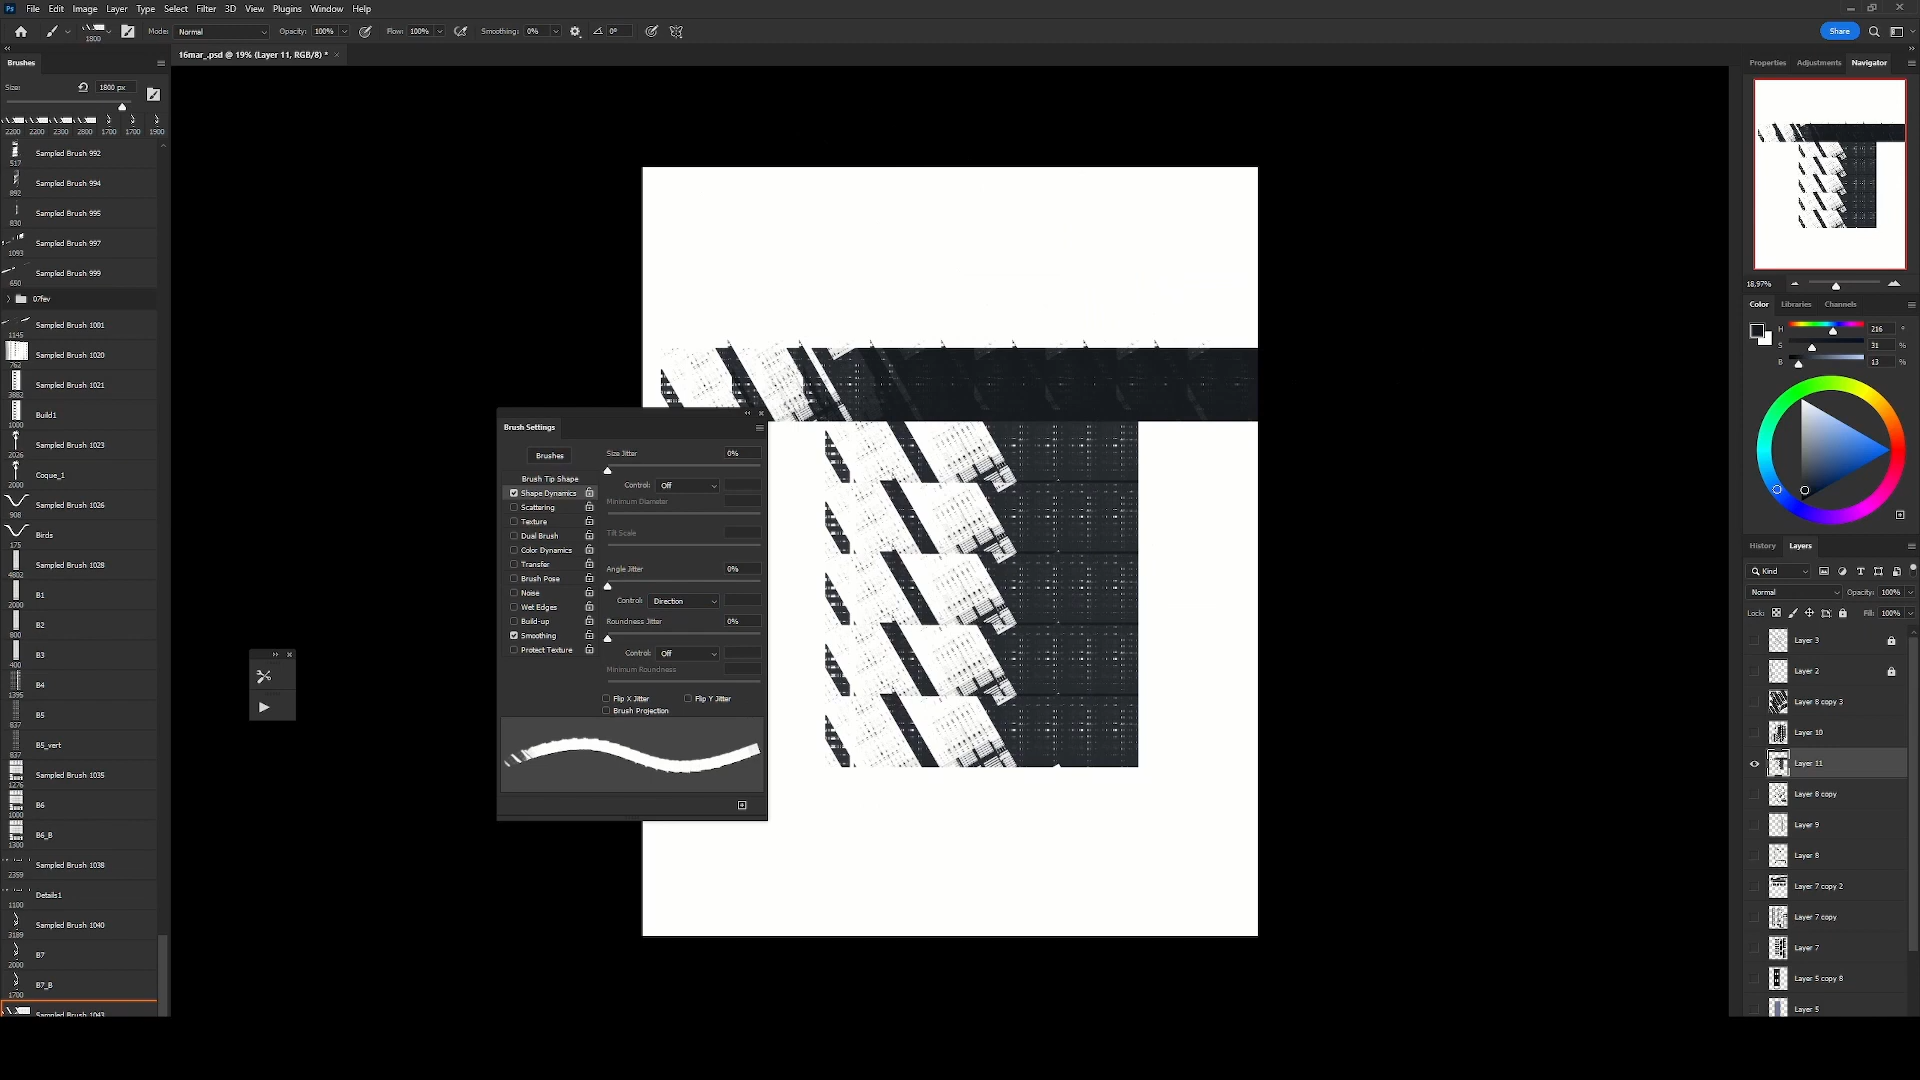 Ps File Edit Image Layer Type Select Filter 3D View Plugins Window Help
1800 Mode: Normal Opacity: 100% Flow: 100% Smoothing: 0% 0° Share
16mar_.psd @ 19% (Layer 11, RGB/8) *
Brushes
Size: 1800 px
2200 2200 2300 2800 1700 1700 1900
Sampled Brush 992
517
Sampled Brush 994
892
Sampled Brush 995
830
Sampled Brush 997
1093
Sampled Brush 999
650
07fev
Sampled Brush 1001
1145
Sampled Brush 1020
762
Sampled Brush 1021
3882
Build1
1000
Sampled Brush 1023
2026
Coque_1
2000
Sampled Brush 1026
908
Birds
175
Sampled Brush 1028
4802
B1
2000
B2
800
B3
400
B4
1395
B5
837
B5_vert
837
Sampled Brush 1035
1276
B6
1000
B6_B
1300
Sampled Brush 1038
2359
Details1
1100
Sampled Brush 1040
3189
B7
2000
B7_B
1700
Sampled Brush 1043
Brush Settings
Brushes
Brush Tip Shape
Shape Dynamics
Scattering
Texture
Dual Brush
Color Dynamics
Transfer
Brush Pose
Noise
Wet Edges
Build-up
Smoothing
Protect Texture
Size Jitter 0%
Control: Off
Minimum Diameter
Tilt Scale
Angle Jitter 0%
Control: Direction
Roundness Jitter 0%
Control: Off
Minimum Roundness
Flip X Jitter Flip Y Jitter
Brush Projection
Properties Adjustments Navigator
18.97%
Color Libraries Channels
H 216 °
S 31 %
B 13 %
History Layers
Kind
Normal Opacity: 100%
Lock: Fill: 100%
Layer 3
Layer 2
Layer 8 copy 3
Layer 10
Layer 11
Layer 8 copy
Layer 9
Layer 8
Layer 7 copy 2
Layer 7 copy
Layer 7
Layer 5 copy 8
Layer 5